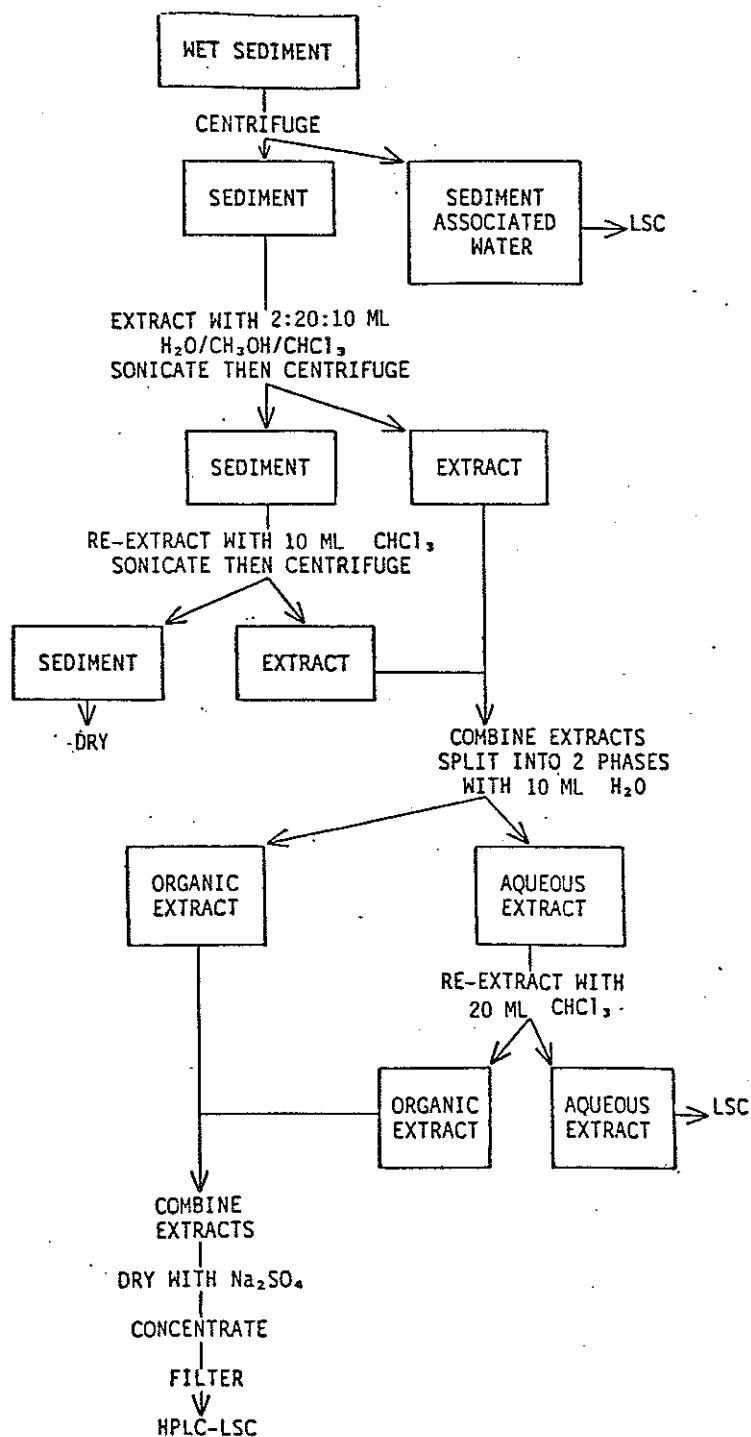 WET SEDIMENT
CENTRIFUGE
SEDIMENT
SEDIMENT
ASSOCIATED
WATER
LSC
EXTRACT WITH 2:20:10 ML
H₂O/CH₃OH/CHCl₃
SONICATE THEN CENTRIFUGE
SEDIMENT
EXTRACT
RE-EXTRACT WITH 10 ML CHCl₃
SONICATE THEN CENTRIFUGE
SEDIMENT
EXTRACT
DRY
COMBINE EXTRACTS
SPLIT INTO 2 PHASES
WITH 10 ML H₂O
ORGANIC
EXTRACT
AQUEOUS
EXTRACT
RE-EXTRACT WITH
20 ML CHCl₃
ORGANIC
EXTRACT
AQUEOUS
EXTRACT
LSC
COMBINE
EXTRACTS
DRY WITH Na₂SO₄
CONCENTRATE
FILTER
HPLC-LSC